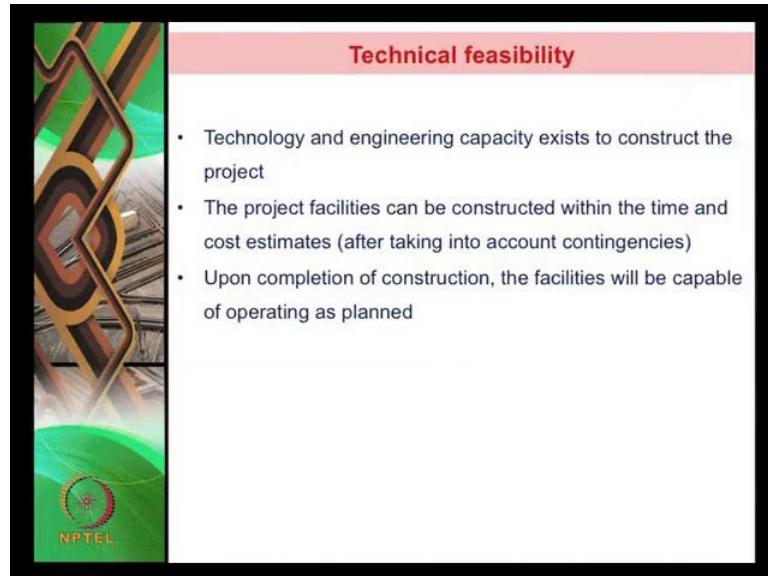 Technical feasibility
• Technology and engineering capacity exists to construct the
project
• The project facilities can be constructed within the time and
cost estimates (after taking into account contingencies)
• Upon completion of construction, the facilities will be capable
of operating as planned
NPTEL